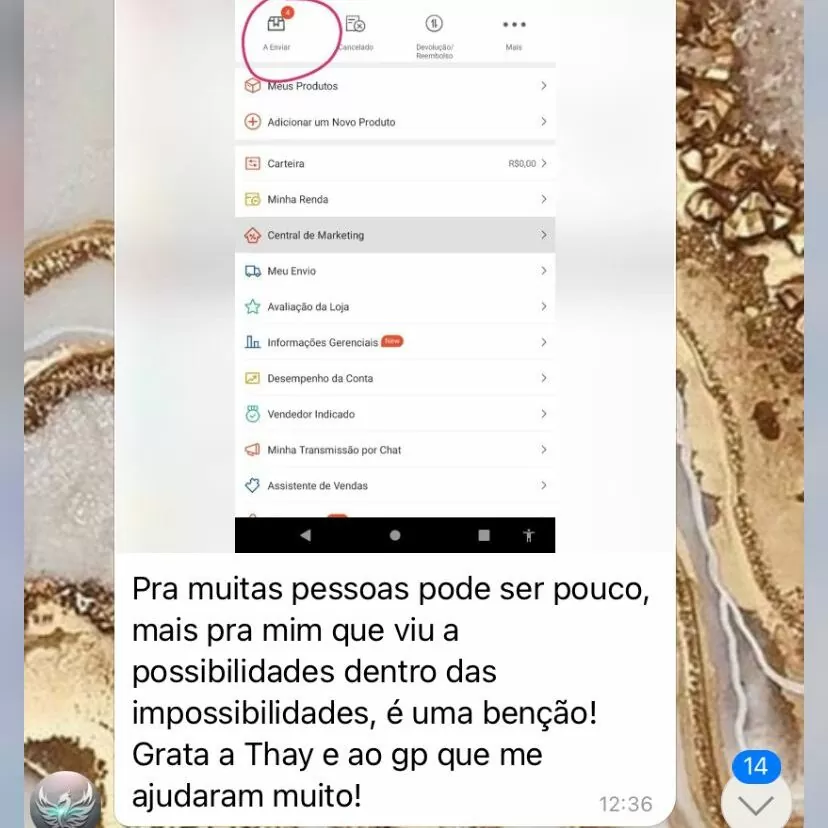 4
A Enviar
Cancelado
Devolução/
Reembolso
Mais
Meus Produtos
Adicionar um Novo Produto
Carteira
R$0,00
Minha Renda
Central de Marketing
Meu Envio
Avaliação da Loja
Informações Gerenciais New
Desempenho da Conta
Vendedor Indicado
Minha Transmissão por Chat
Assistente de Vendas
Pra muitas pessoas pode ser pouco,
mais pra mim que viu a
possibilidades dentro das
impossibilidades, é uma benção!
Grata a Thay e ao gp que me
ajudaram muito!
12:36
14